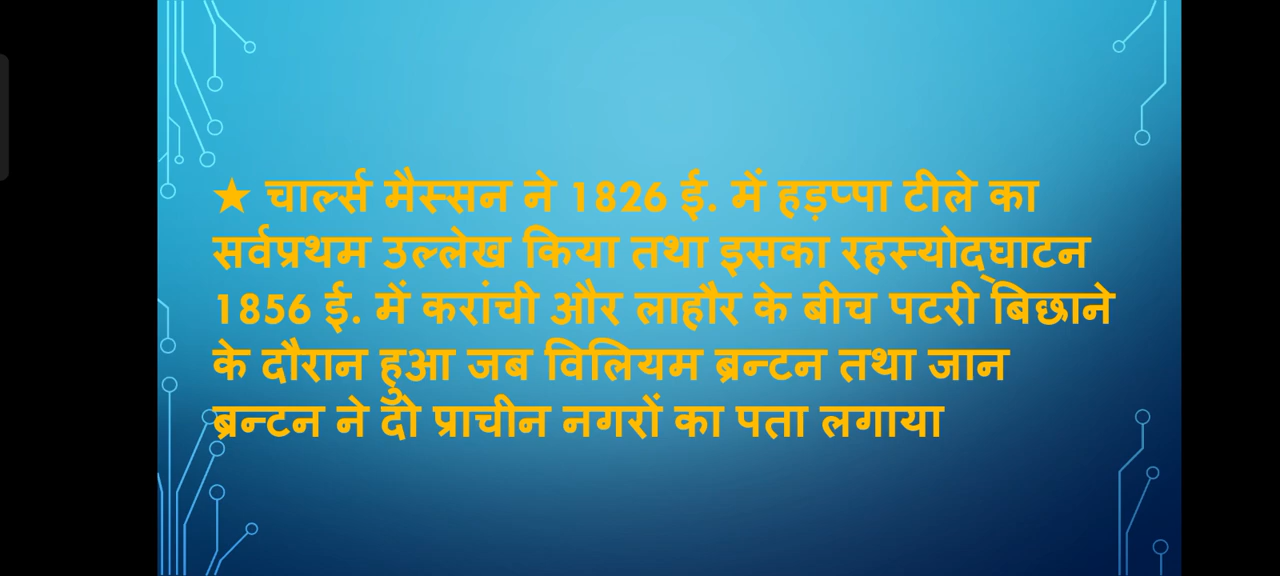 ★ चार्ल्स मैस्सन ने 1826 ई. में हड़प्पा टीले का
सर्वप्रथम उल्लेख किया तथा इसका रहस्योद्घाटन
1856 ई. में करांची और लाहौर के बीच पटरी बिछाने
के दौरान हुआ जब विलियम ब्रन्टन तथा जान
ब्रन्टन ने दो प्राचीन नगरों का पता लगाया